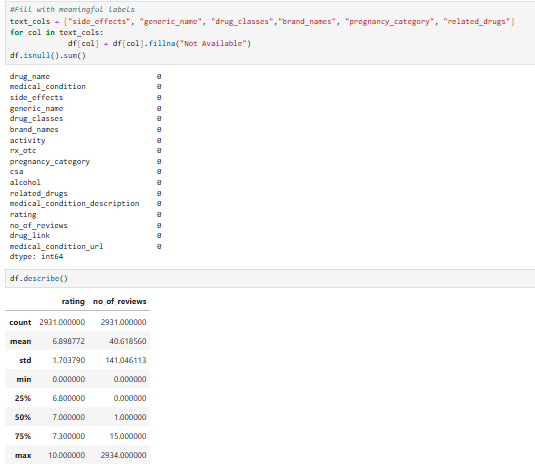 #Fill with meaningful labels
text_cols = ["side_effects", "generic_name", "drug_classes","brand_names", "pregnancy_category", "related_drugs"]
for col in text_cols:
df[col] = df[col].fillna("Not Available")
df.isnull().sum()
drug_name 0
medical_condition 0
side_effects 0
generic_name 0
drug_classes 0
brand_names 0
activity 0
rx_otc 0
pregnancy_category 0
csa 0
alcohol 0
related_drugs 0
medical_condition_description 0
rating 0
no_of_reviews 0
drug_link 0
medical_condition_url 0
dtype: int64
df.describe()
rating no_of_reviews
count 2931.000000 2931.000000
mean 6.898772 40.618560
std 1.703790 141.046113
min 0.000000 0.000000
25% 6.800000 0.000000
50% 7.000000 1.000000
75% 7.300000 15.000000
max 10.000000 2934.000000